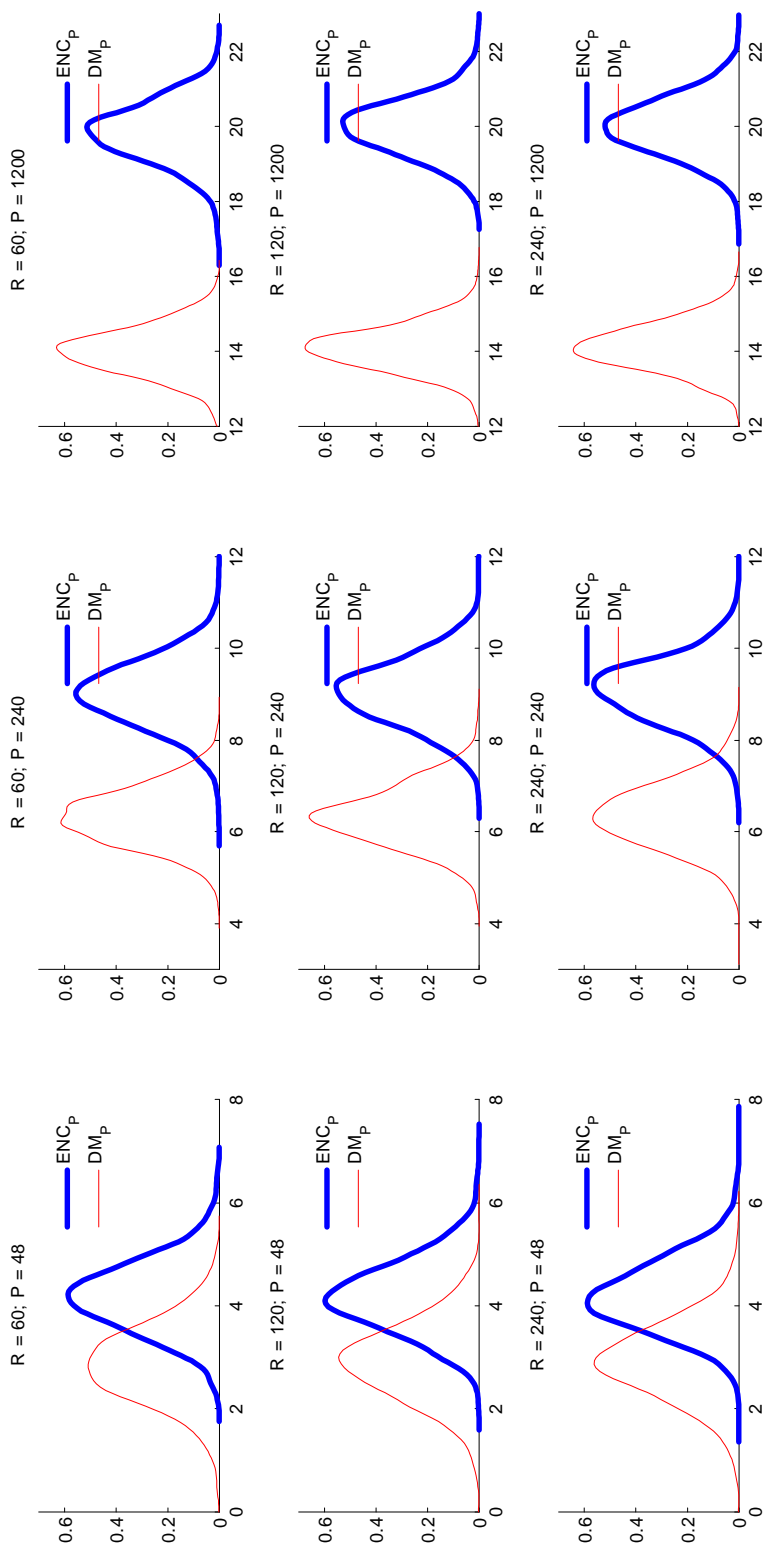 R = 60; P = 48
ENC_P
DM_P
0.6
0.4
0.2
0
0 2 4 6 8
R = 60; P = 240
ENC_P
DM_P
0.6
0.4
0.2
0
4 6 8 10 12
R = 60; P = 1200
ENC_P
DM_P
0.6
0.4
0.2
0
12 14 16 18 20 22
R = 120; P = 48
ENC_P
DM_P
0.6
0.4
0.2
0
0 2 4 6 8
R = 120; P = 240
ENC_P
DM_P
0.6
0.4
0.2
0
4 6 8 10 12
R = 120; P = 1200
ENC_P
DM_P
0.6
0.4
0.2
0
12 14 16 18 20 22
R = 240; P = 48
ENC_P
DM_P
0.6
0.4
0.2
0
0 2 4 6 8
R = 240; P = 240
ENC_P
DM_P
0.6
0.4
0.2
0
4 6 8 10 12
R = 240; P = 1200
ENC_P
DM_P
0.6
0.4
0.2
0
12 14 16 18 20 22